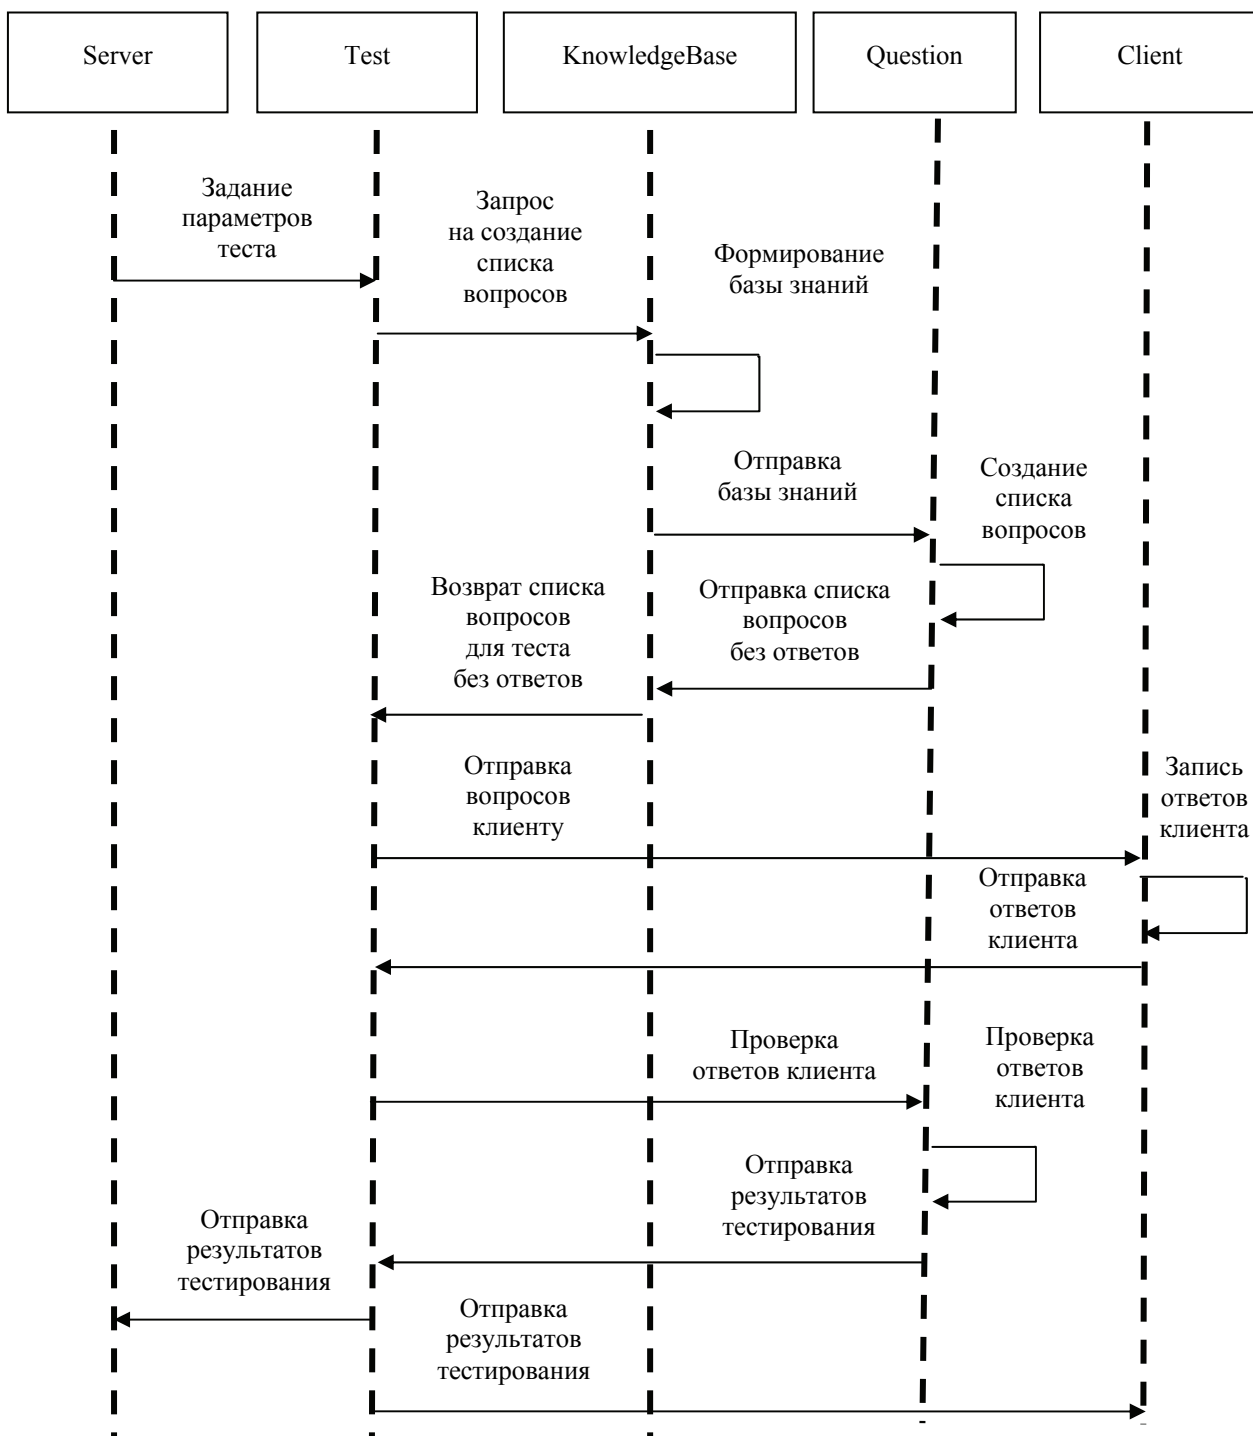 Server
Test
KnowledgeBase
Question
Client
Задание
параметров
теста
Запрос
на создание
списка
вопросов
Формирование
базы знаний
Отправка
базы знаний
Создание
списка
вопросов
Возврат списка
вопросов
для теста
без ответов
Отправка списка
вопросов
без ответов
Отправка
вопросов
клиенту
Запись
ответов
клиента
Отправка
ответов
клиента
Проверка
ответов клиента
Проверка
ответов
клиента
Отправка
результатов
тестирования
Отправка
результатов
тестирования
Отправка
результатов
тестирования